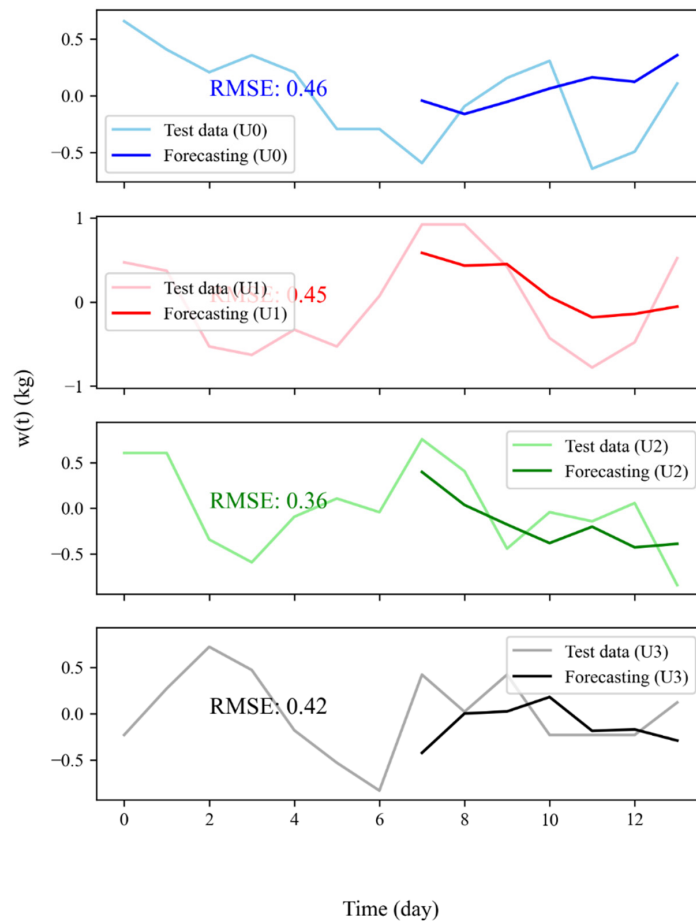 0.5
0.0
−0.5
RMSE: 0.46
Test data (U0)
Forecasting (U0)
1
0
−1
RMSE: 0.45
Test data (U1)
Forecasting (U1)
w(t) (kg)
0.5
0.0
−0.5
RMSE: 0.36
Test data (U2)
Forecasting (U2)
0.5
0.0
−0.5
RMSE: 0.42
Test data (U3)
Forecasting (U3)
0 2 4 6 8 10 12
Time (day)